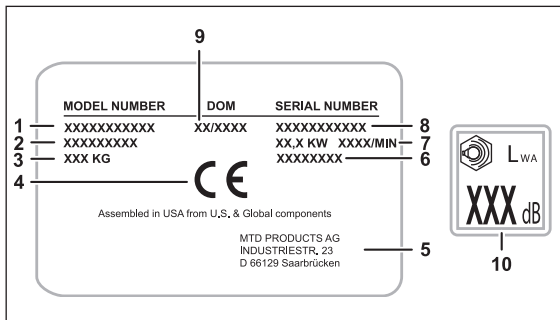 9
MODEL NUMBER DOM SERIAL NUMBER
1 XXXXXXXXXXX XX/XXXX XXXXXXXXXXX 8
2 XXXXXXXXX XX,X KW XXXX/MIN 7
3 XXX KG XXXXXXXX 6
4 CE
Assembled in USA from U.S. & Global components
MTD PRODUCTS AG
INDUSTRIESTR. 23 5
D 66129 Saarbrücken
LWA
XXX dB
10